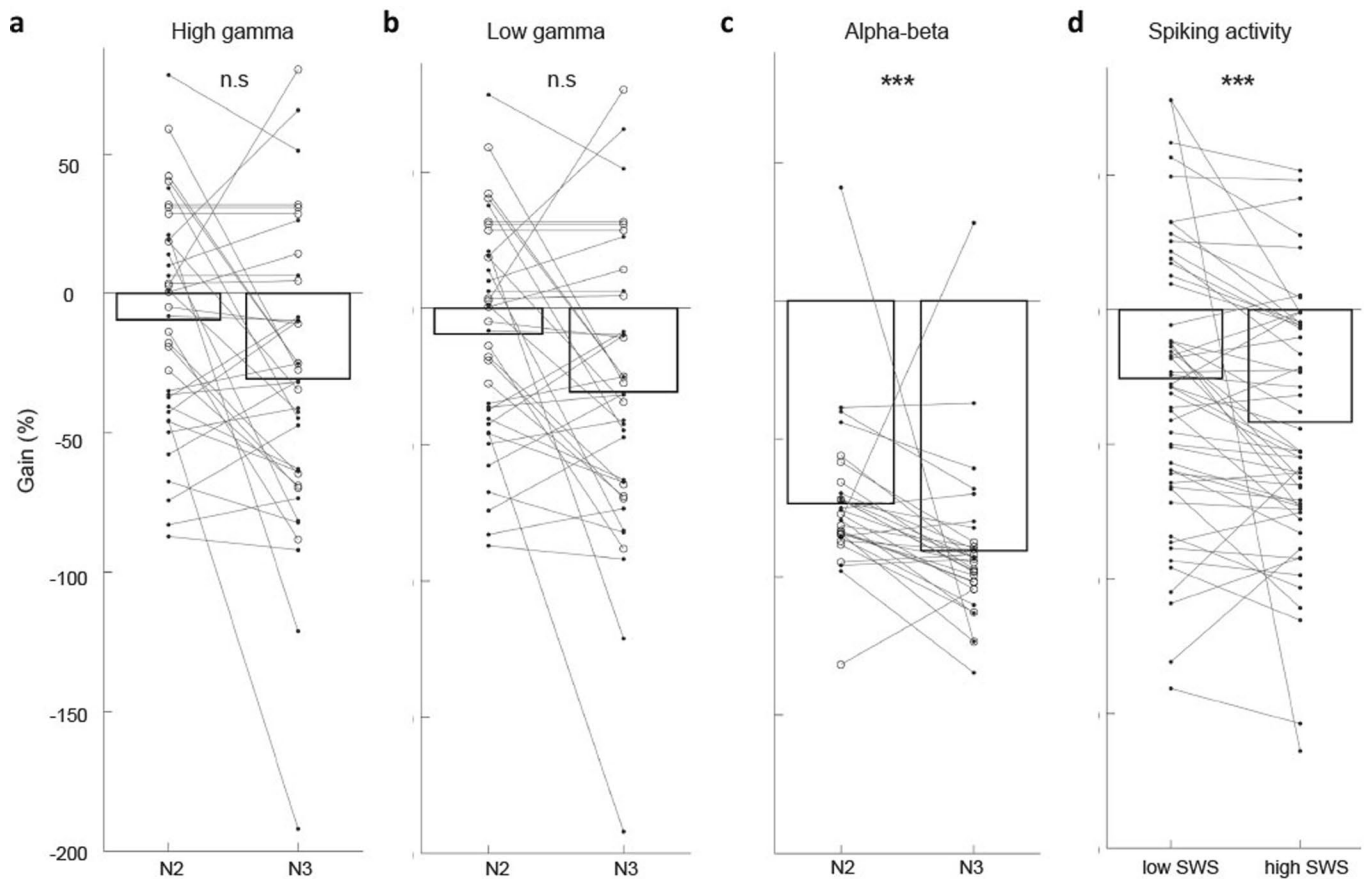 a
High gamma
n.s
b
Low gamma
n.s
c
Alpha-beta
***
d
Spiking activity
***
Gain (%)
50
0
-50
-100
-150
-200
N2 N3
N2 N3
N2 N3
low SWS high SWS